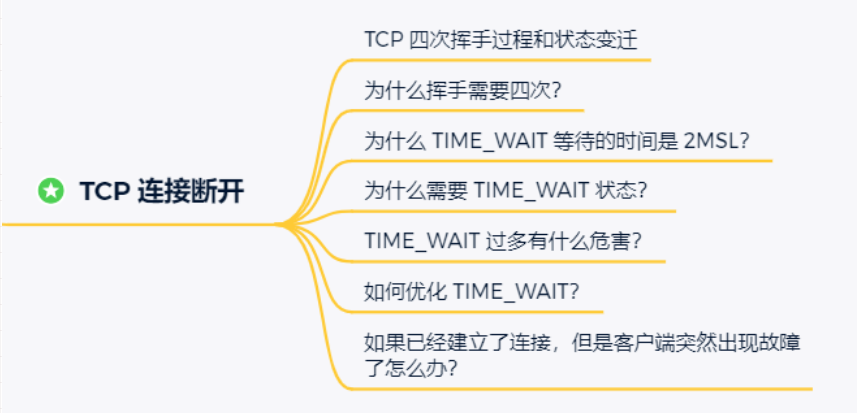 TCP 四次挥手过程和状态变迁
为什么挥手需要四次?
为什么 TIME_WAIT 等待的时间是 2MSL?
TCP 连接断开
为什么需要 TIME_WAIT 状态?
TIME_WAIT 过多有什么危害?
如何优化 TIME_WAIT?
如果已经建立了连接，但是客户端突然出现故障
了怎么办?